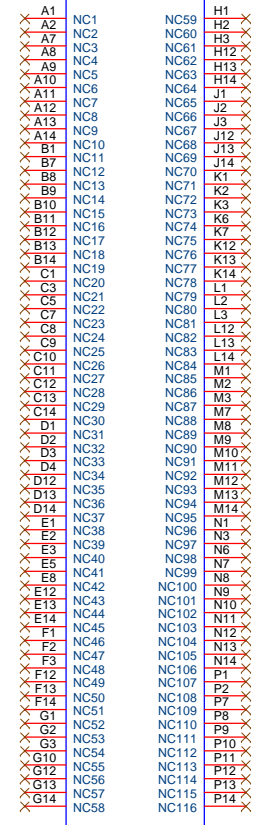 A1 NC1
A2 NC2
A7 NC3
A8 NC4
A9 NC5
A10 NC6
A11 NC7
A12 NC8
A13 NC9
A14 NC10
B1 NC11
B7 NC12
B8 NC13
B9 NC14
B10 NC15
B11 NC16
B12 NC17
B13 NC18
B14 NC19
C1 NC20
C3 NC21
C5 NC22
C7 NC23
C8 NC24
C9 NC25
C10 NC26
C11 NC27
C12 NC28
C13 NC29
C14 NC30
D1 NC31
D2 NC32
D3 NC33
D4 NC34
D12 NC35
D13 NC36
D14 NC37
E1 NC38
E2 NC39
E3 NC40
E5 NC41
E8 NC42
E12 NC43
E13 NC44
E14 NC45
F1 NC46
F2 NC47
F3 NC48
F12 NC49
F13 NC50
F14 NC51
G1 NC52
G2 NC53
G3 NC54
G10 NC55
G12 NC56
G13 NC57
G14 NC58
NC59 H1
NC60 H2
NC61 H3
NC62 H12
NC63 H13
NC64 H14
NC65 J1
NC66 J2
NC67 J3
NC68 J12
NC69 J13
NC70 J14
NC71 K1
NC72 K2
NC73 K3
NC74 K6
NC75 K7
NC76 K12
NC77 K13
NC78 K14
NC79 L1
NC80 L2
NC81 L3
NC82 L12
NC83 L13
NC84 L14
NC85 M1
NC86 M2
NC87 M3
NC88 M7
NC89 M8
NC90 M9
NC91 M10
NC92 M11
NC93 M12
NC94 M13
NC95 M14
NC96 N1
NC97 N3
NC98 N6
NC99 N7
NC100 N8
NC101 N9
NC102 N10
NC103 N11
NC104 N12
NC105 N13
NC106 N14
NC107 P1
NC108 P2
NC109 P7
NC110 P8
NC111 P9
NC112 P10
NC113 P11
NC114 P12
NC115 P13
NC116 P14